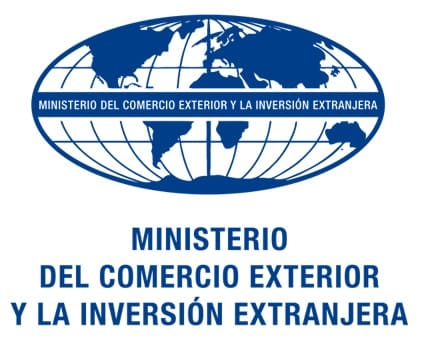 MINISTERIO DEL COMERCIO EXTERIOR Y LA INVERSIÓN EXTRANJERA
MINISTERIO
DEL COMERCIO EXTERIOR
Y LA INVERSIÓN EXTRANJERA